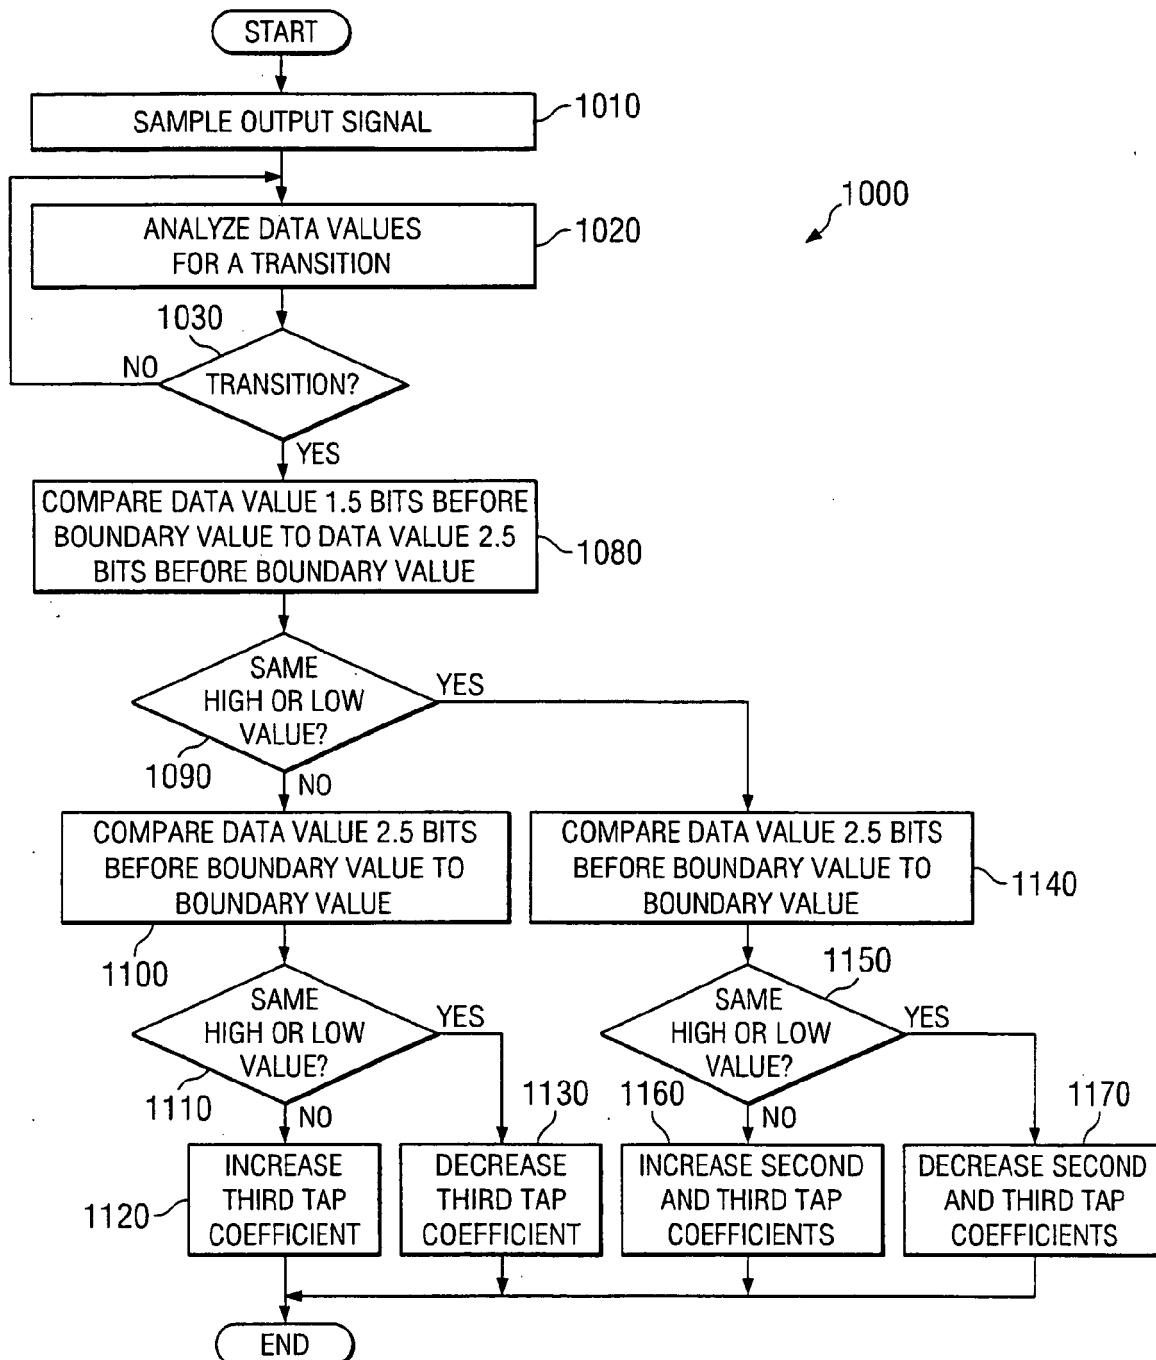 START
SAMPLE OUTPUT SIGNAL
1010
1000
ANALYZE DATA VALUES
FOR A TRANSITION
1020
1030
NO
TRANSITION?
YES
COMPARE DATA VALUE 1.5 BITS BEFORE
BOUNDARY VALUE TO DATA VALUE 2.5
BITS BEFORE BOUNDARY VALUE
1080
SAME
HIGH OR LOW
VALUE?
YES
1090
NO
COMPARE DATA VALUE 2.5 BITS
BEFORE BOUNDARY VALUE TO
BOUNDARY VALUE
1100
COMPARE DATA VALUE 2.5 BITS
BEFORE BOUNDARY VALUE TO
BOUNDARY VALUE
1140
SAME
HIGH OR LOW
VALUE?
YES
1110
NO
1150
SAME
HIGH OR LOW
VALUE?
YES
NO
1120
INCREASE
THIRD TAP
COEFFICIENT
1130
DECREASE
THIRD TAP
COEFFICIENT
1160
INCREASE SECOND
AND THIRD TAP
COEFFICIENTS
1170
DECREASE SECOND
AND THIRD TAP
COEFFICIENTS
END